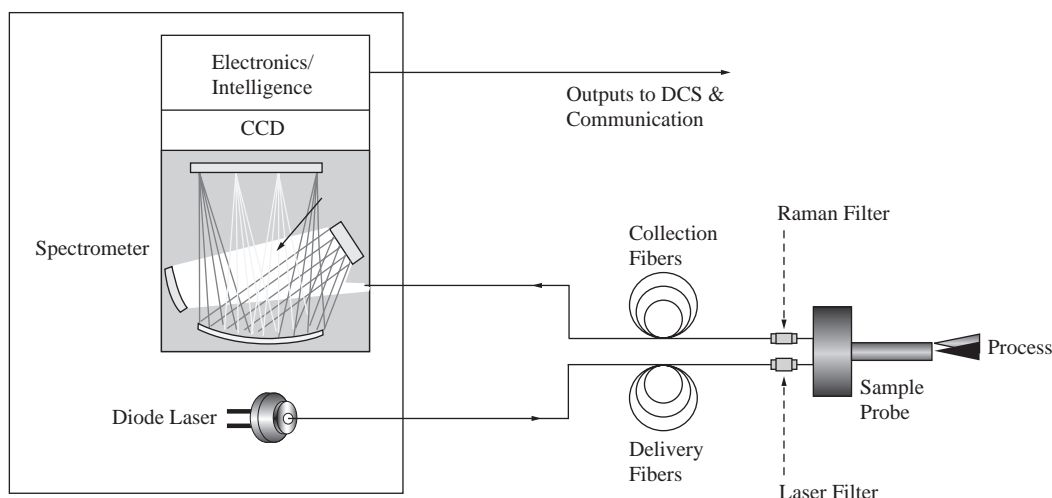 Electronics/
Intelligence
Outputs to DCS &
Communication
CCD
Spectrometer
Collection
Fibers
Raman Filter
Process
Sample
Probe
Diode Laser
Delivery
Fibers
Laser Filter